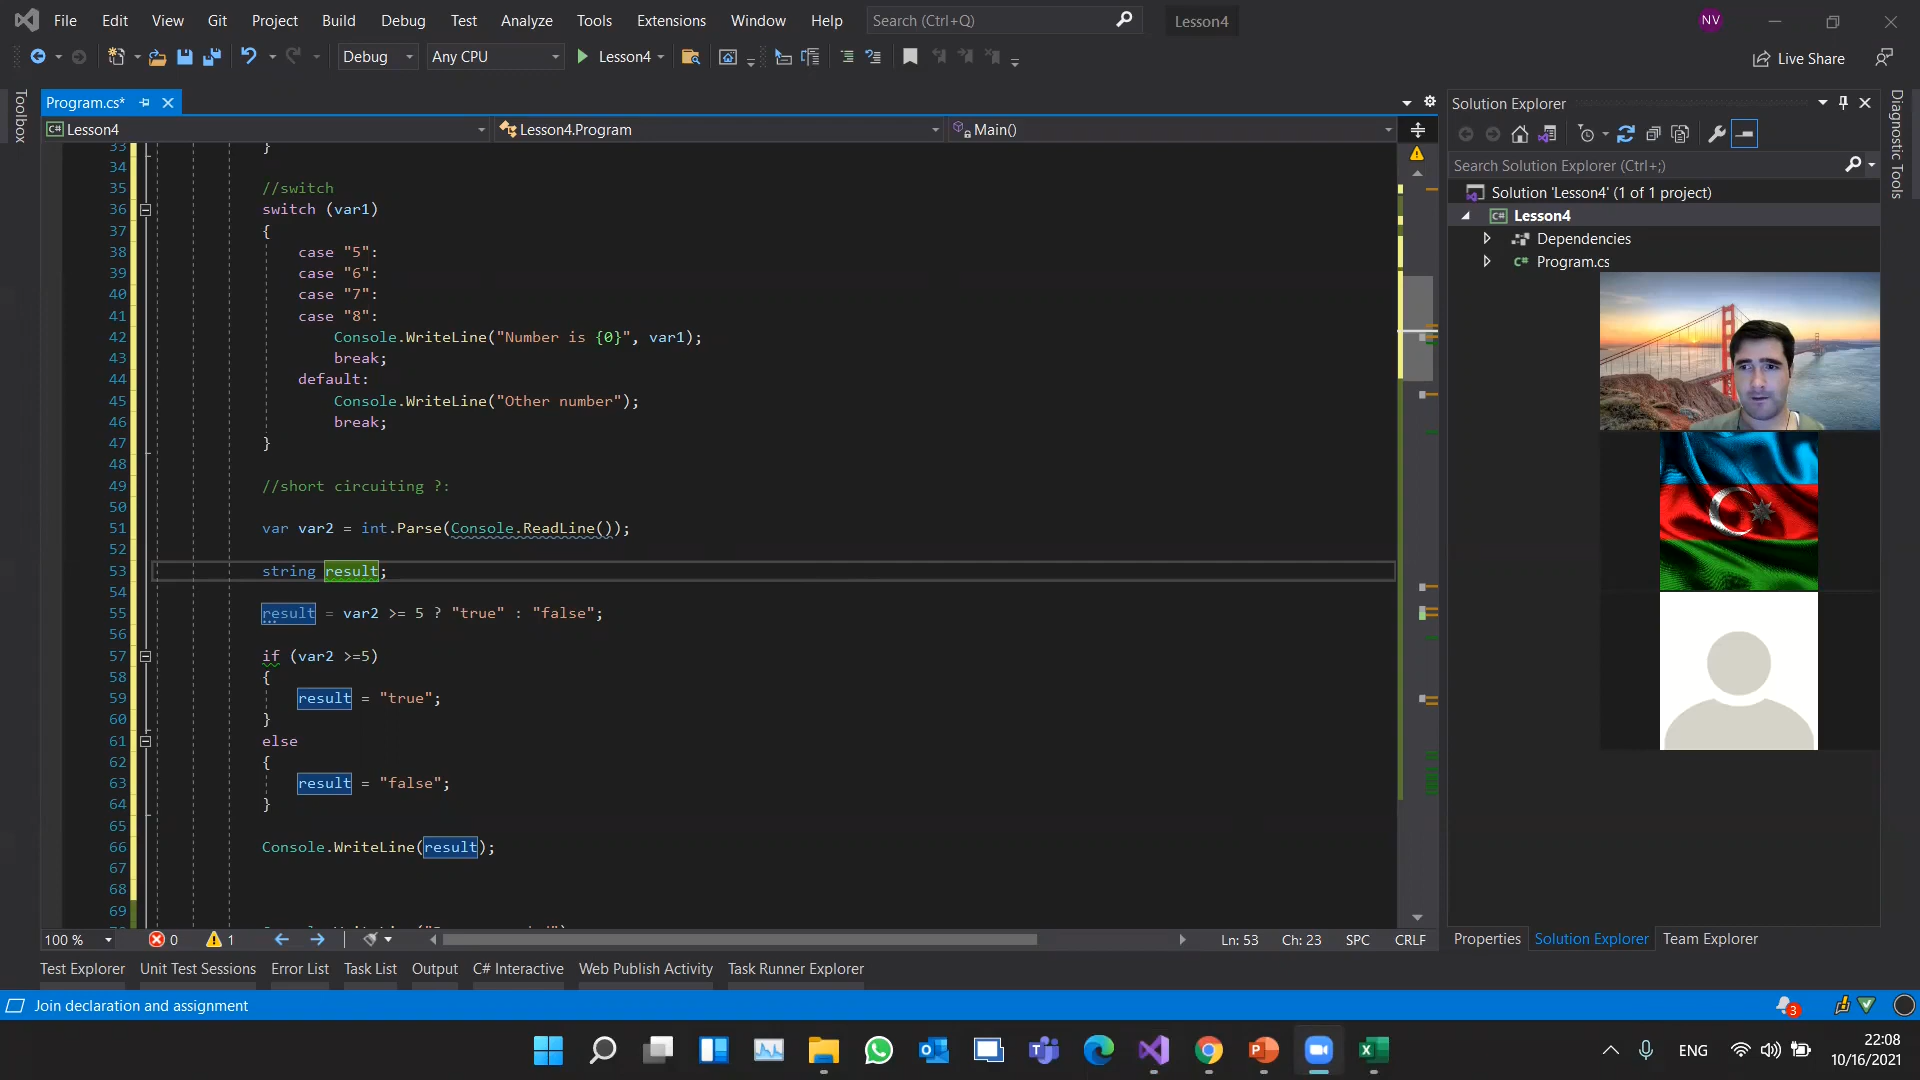 File Edit View Git Project Build Debug Test Analyze Tools Extensions Window Help Search (Ctrl+Q) Lesson4 NV
Debug Any CPU Lesson4 Live Share
Toolbox
Program.cs*
Lesson4 Lesson4.Program Main()
33 }
34
35 //switch
36 switch (var1)
37 {
38 case "5":
39 case "6":
40 case "7":
41 case "8":
42 Console.WriteLine("Number is {0}", var1);
43 break;
44 default:
45 Console.WriteLine("Other number");
46 break;
47 }
48
49 //short circuiting ?:
50
51 var var2 = int.Parse(Console.ReadLine());
52
53 string result;
54
55 result = var2 >= 5 ? "true" : "false";
56
57 if (var2 >=5)
58 {
59 result = "true";
60 }
61 else
62 {
63 result = "false";
64 }
65
66 Console.WriteLine(result);
67
68
69
100 % 0 1 Ln: 53 Ch: 23 SPC CRLF
Solution Explorer
Search Solution Explorer (Ctrl+;)
Solution 'Lesson4' (1 of 1 project)
Lesson4
Dependencies
C# Program.cs
Diagnostic Tools
Properties Solution Explorer Team Explorer
Test Explorer Unit Test Sessions Error List Task List Output C# Interactive Web Publish Activity Task Runner Explorer
Join declaration and assignment 3
ENG 22:08
10/16/2021